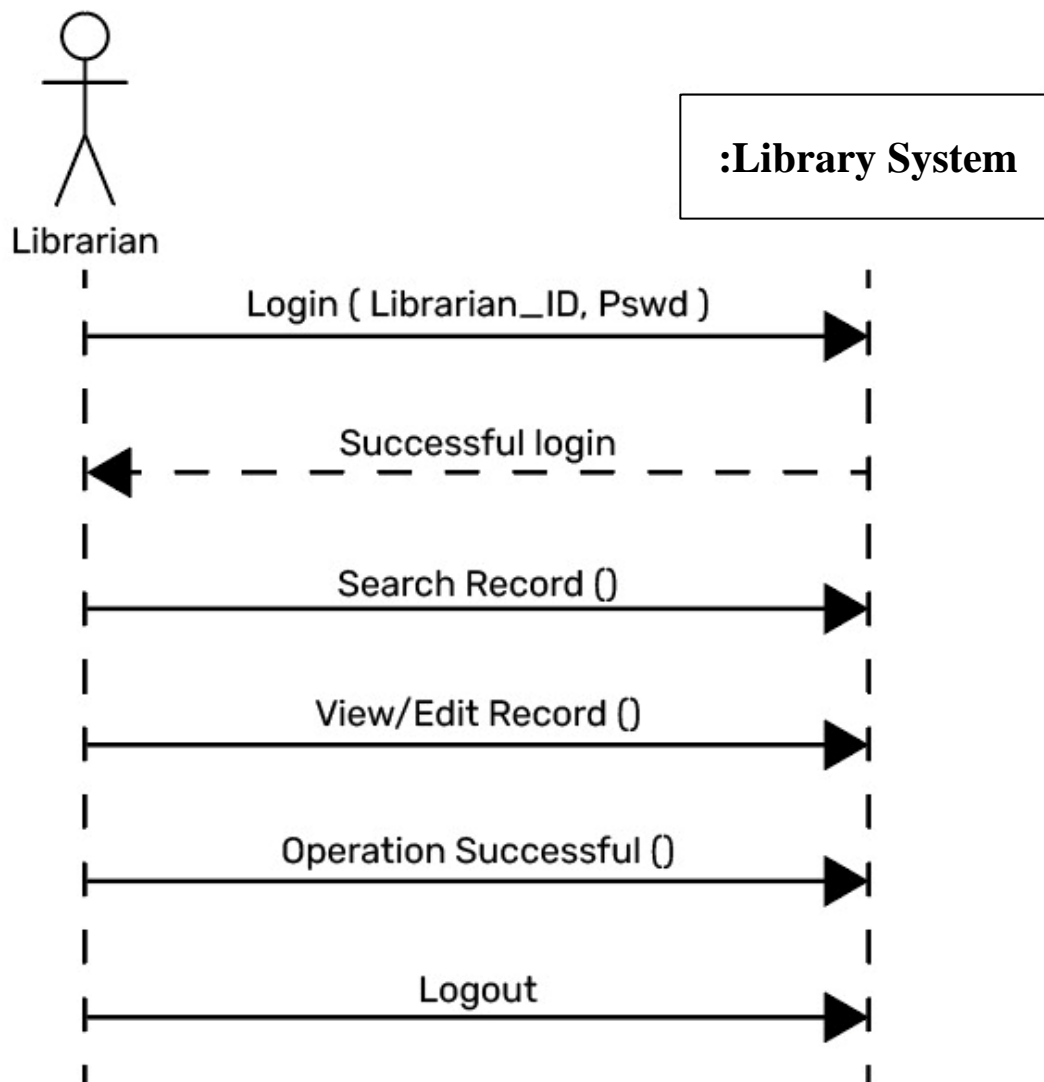 :Library System
Librarian
Login ( Librarian_ID, Pswd )
Successful login
Search Record ()
View/Edit Record ()
Operation Successful ()
Logout